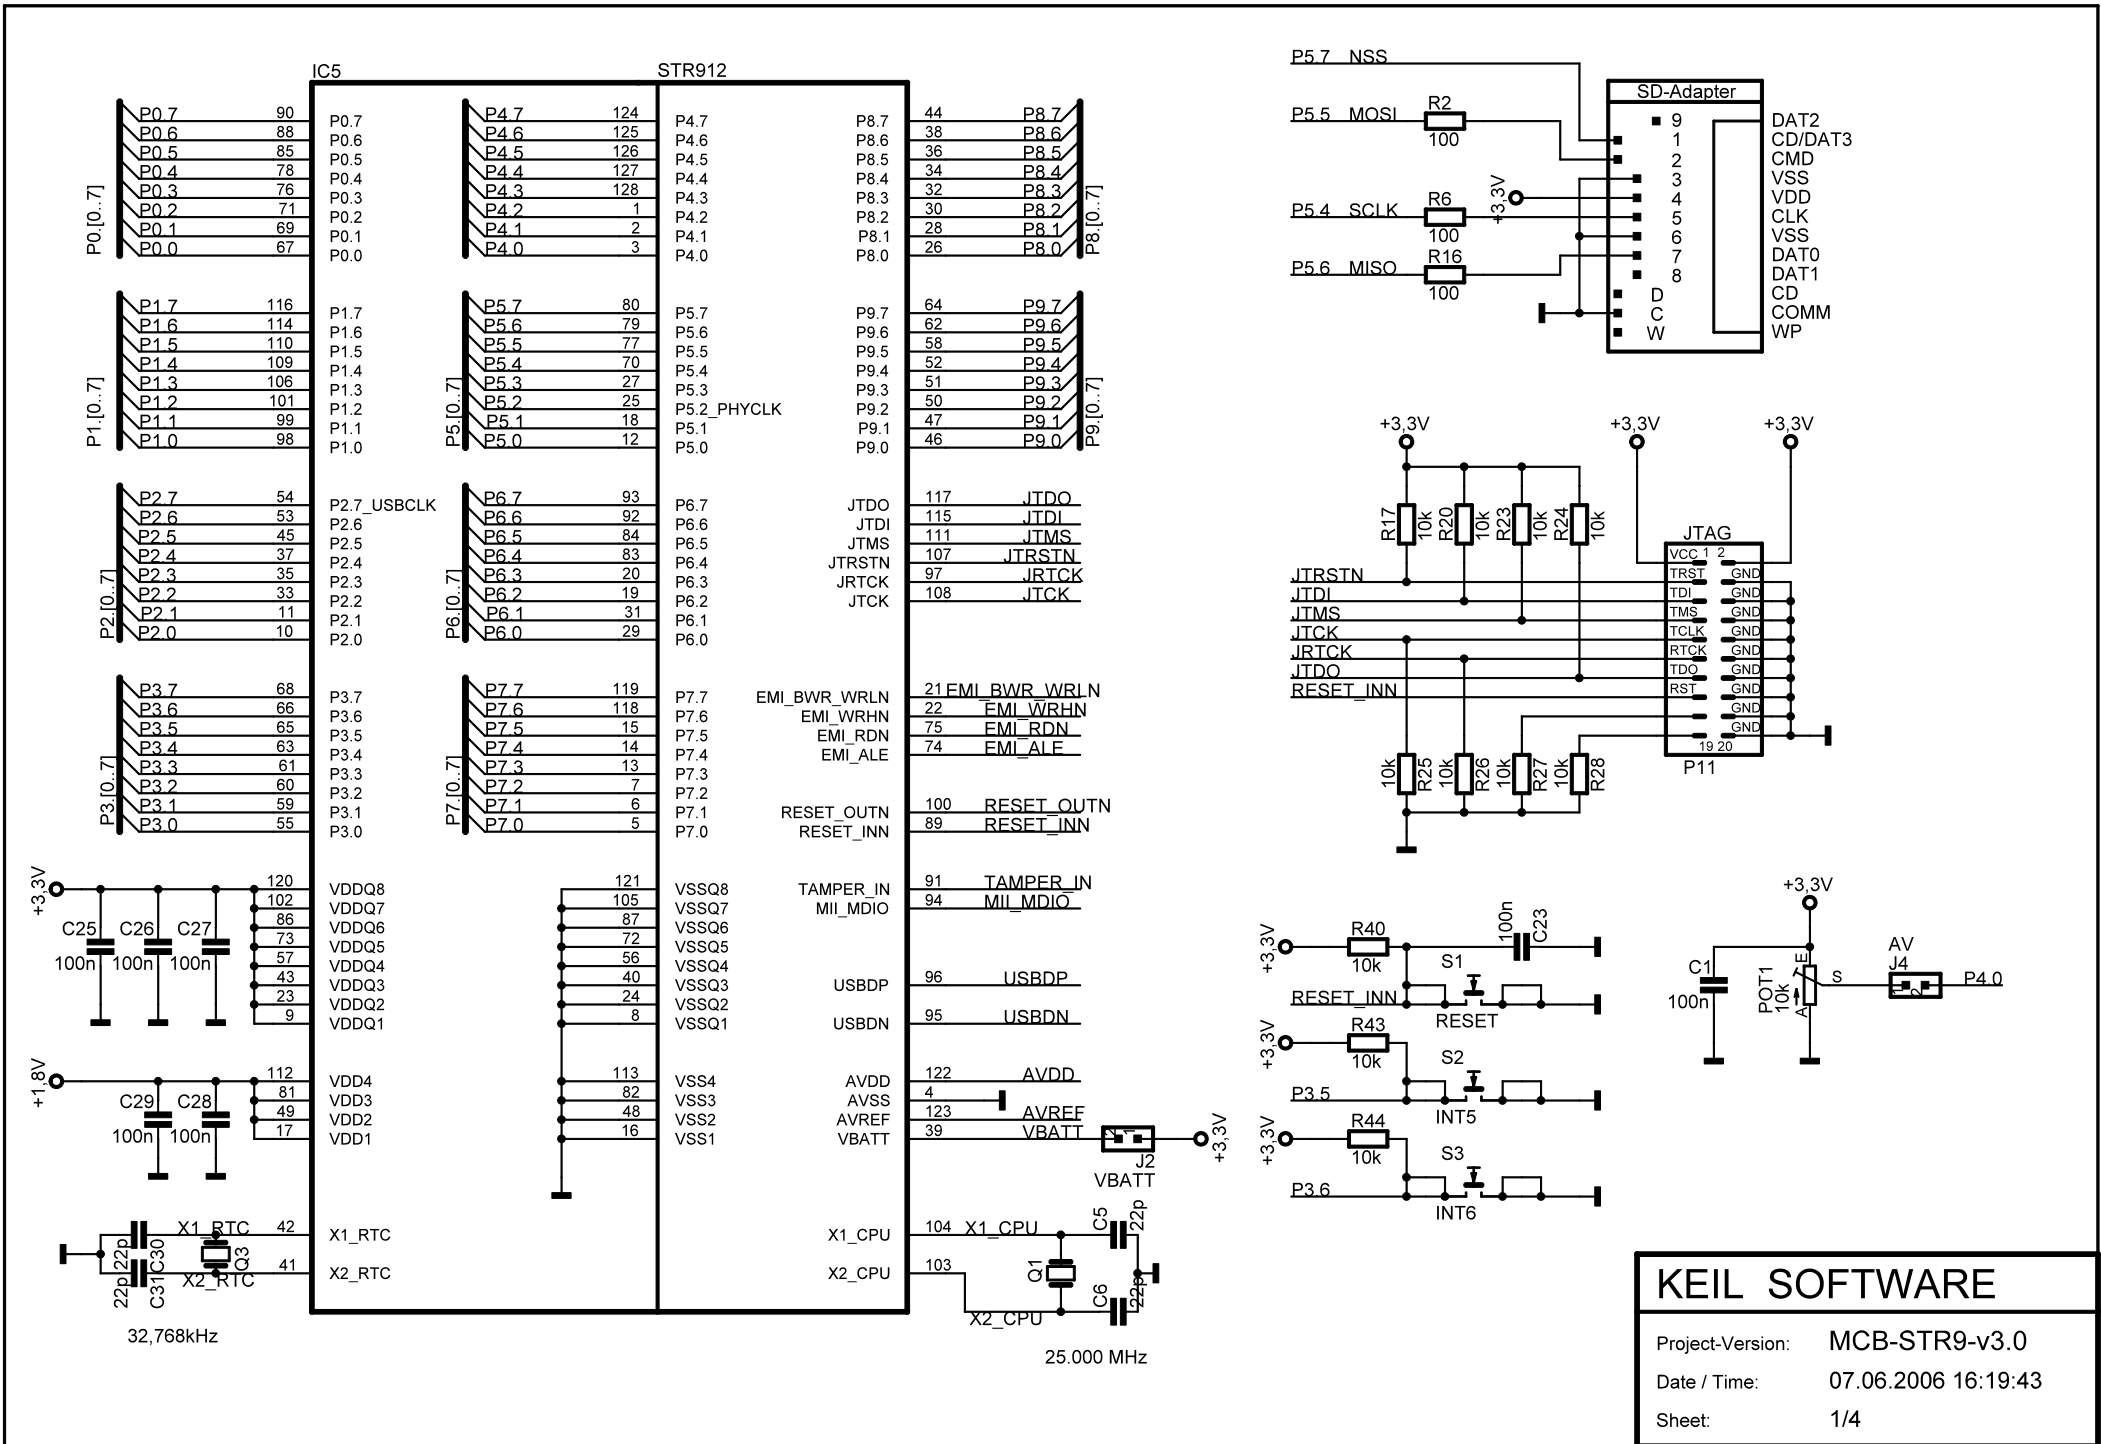 IC5
STR912
P0.[0..7]
P0.7 90 P0.7
P0.6 88 P0.6
P0.5 85 P0.5
P0.4 78 P0.4
P0.3 76 P0.3
P0.2 71 P0.2
P0.1 69 P0.1
P0.0 67 P0.0
P1.[0..7]
P1.7 116 P1.7
P1.6 114 P1.6
P1.5 110 P1.5
P1.4 109 P1.4
P1.3 106 P1.3
P1.2 101 P1.2
P1.1 99 P1.1
P1.0 98 P1.0
P2.[0..7]
P2.7 54 P2.7_USBCLK
P2.6 53 P2.6
P2.5 45 P2.5
P2.4 37 P2.4
P2.3 35 P2.3
P2.2 33 P2.2
P2.1 11 P2.1
P2.0 10 P2.0
P3.[0..7]
P3.7 68 P3.7
P3.6 66 P3.6
P3.5 65 P3.5
P3.4 63 P3.4
P3.3 61 P3.3
P3.2 60 P3.2
P3.1 59 P3.1
P3.0 55 P3.0
+3,3V
120 VDDQ8
102 VDDQ7
86 VDDQ6
73 VDDQ5
57 VDDQ4
43 VDDQ3
23 VDDQ2
9 VDDQ1
C25 C26 C27
100n 100n 100n
+1,8V
112 VDD4
81 VDD3
49 VDD2
17 VDD1
C29 C28
100n 100n
X1_RTC 42 X1_RTC
X2_RTC 41 X2_RTC
22p C30
22p C31
Q3
32,768kHz
P4.7 124 P4.7
P4.6 125 P4.6
P4.5 126 P4.5
P4.4 127 P4.4
P4.3 128 P4.3
P4.2 1 P4.2
P4.1 2 P4.1
P4.0 3 P4.0
P5.[0..7]
P5.7 80 P5.7
P5.6 79 P5.6
P5.5 77 P5.5
P5.4 70 P5.4
P5.3 27 P5.3
P5.2 25 P5.2_PHYCLK
P5.1 18 P5.1
P5.0 12 P5.0
P6.[0..7]
P6.7 93 P6.7
P6.6 92 P6.6
P6.5 84 P6.5
P6.4 83 P6.4
P6.3 20 P6.3
P6.2 19 P6.2
P6.1 31 P6.1
P6.0 29 P6.0
P7.[0..7]
P7.7 119 P7.7
P7.6 118 P7.6
P7.5 15 P7.5
P7.4 14 P7.4
P7.3 13 P7.3
P7.2 7 P7.2
P7.1 6 P7.1
P7.0 5 P7.0
121 VSSQ8
105 VSSQ7
87 VSSQ6
72 VSSQ5
56 VSSQ4
40 VSSQ3
24 VSSQ2
8 VSSQ1
113 VSS4
82 VSS3
48 VSS2
16 VSS1
P8.7 44 P8.7
P8.6 38 P8.6
P8.5 36 P8.5
P8.4 34 P8.4
P8.3 32 P8.3
P8.2 30 P8.2
P8.1 28 P8.1
P8.0 26 P8.0
P8.[0..7]
P9.7 64 P9.7
P9.6 62 P9.6
P9.5 58 P9.5
P9.4 52 P9.4
P9.3 51 P9.3
P9.2 50 P9.2
P9.1 47 P9.1
P9.0 46 P9.0
P9.[0..7]
JTDO 117 JTDO
JTDI 115 JTDI
JTMS 111 JTMS
JTRSTN 107 JTRSTN
JRTCK 97 JRTCK
JTCK 108 JTCK
EMI_BWR_WRLN 21 EMI_BWR_WRLN
EMI_WRHN 22 EMI_WRHN
EMI_RDN 75 EMI_RDN
EMI_ALE 74 EMI_ALE
RESET_OUTN 100 RESET_OUTN
RESET_INN 89 RESET_INN
TAMPER_IN 91 TAMPER_IN
MII_MDIO 94 MII_MDIO
USBDP 96 USBDP
USBDN 95 USBDN
AVDD 122 AVDD
AVSS 4
AVREF 123 AVREF
VBATT 39 VBATT
2 1
+3,3V
J2
VBATT
X1_CPU 104 X1_CPU
X2_CPU 103
X2_CPU
Q1
C5 22p
C6 22p
25.000 MHz
P5.7 NSS
P5.5 MOSI R2 100
P5.4 SCLK R6 100
P5.6 MISO R16 100
+3,3V
SD-Adapter
9 DAT2
1 CD/DAT3
2 CMD
3 VSS
4 VDD
5 CLK
6 VSS
7 DAT0
8 DAT1
D CD
C COMM
W WP
+3,3V +3,3V +3,3V
R17 10k R20 10k R23 10k R24 10k
JTAG
VCC 1 2
JTRSTN TRST GND
JTDI TDI GND
JTMS TMS GND
JTCK TCLK GND
JRTCK RTCK GND
JTDO TDO GND
RESET_INN RST GND
GND
GND
19 20
P11
10k R25 10k R26 10k R27 10k R28
+3,3V R40 10k
100n C23
S1
RESET_INN
RESET
+3,3V R43 10k
S2
P3.5
INT5
+3,3V R44 10k
S3
P3.6
INT6
+3,3V
C1
100n
POT1
10k
E
S
A
AV
J4
1 2
P4.0
KEIL SOFTWARE
Project-Version: MCB-STR9-v3.0
Date / Time: 07.06.2006 16:19:43
Sheet: 1/4